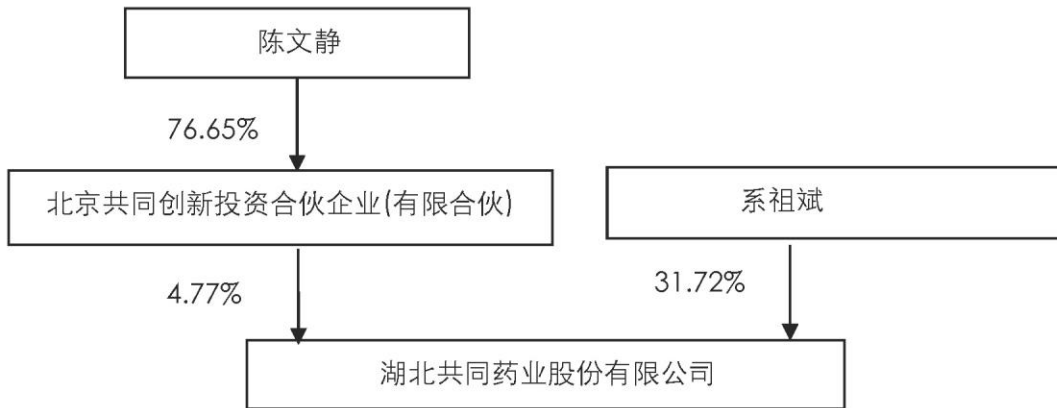 陈文静
76.65%
北京共同创新投资合伙企业(有限合伙)
系祖斌
4.77%
31.72%
湖北共同药业股份有限公司